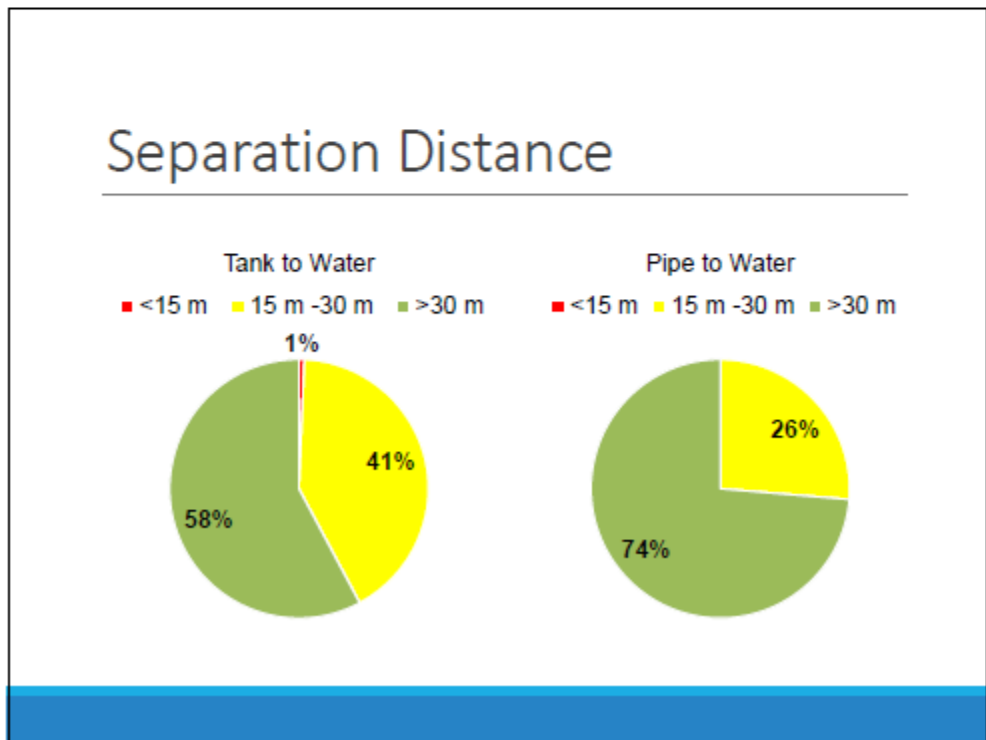 Separation Distance
Tank to Water
<15 m 15 m -30 m >30 m
1%
41%
58%
Pipe to Water
<15 m 15 m -30 m >30 m
26%
74%